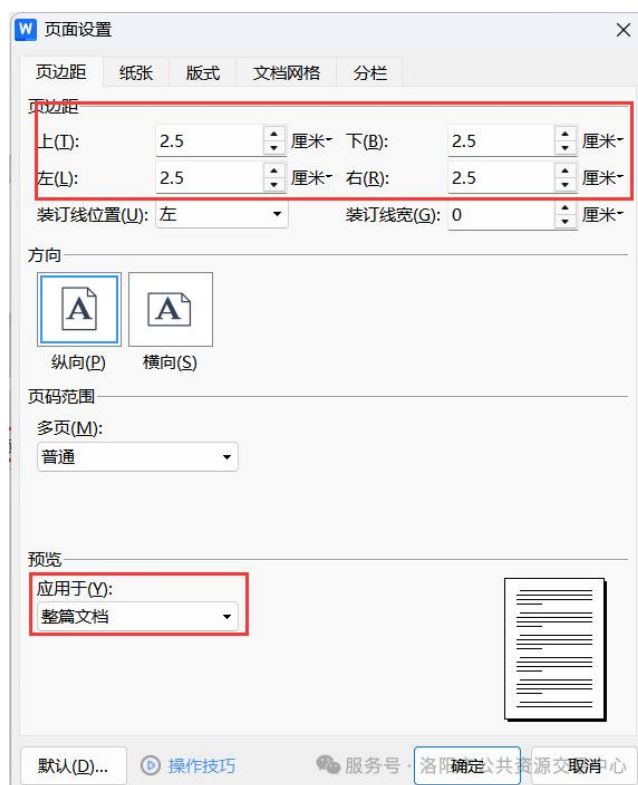 W 页面设置
页边距 纸张 版式 文档网格 分栏
页边距
上(T): 2.5 厘米 下(B): 2.5 厘米
左(L): 2.5 厘米 右(R): 2.5 厘米
装订线位置(U): 左 装订线宽(G): 0 厘米
方向
A A
纵向(P) 横向(S)
页码范围
多页(M):
普通
预览
应用于(Y):
整篇文档
默认(D)... 操作技巧 确定 取消
服务号·洛阳 公共资源交 中心